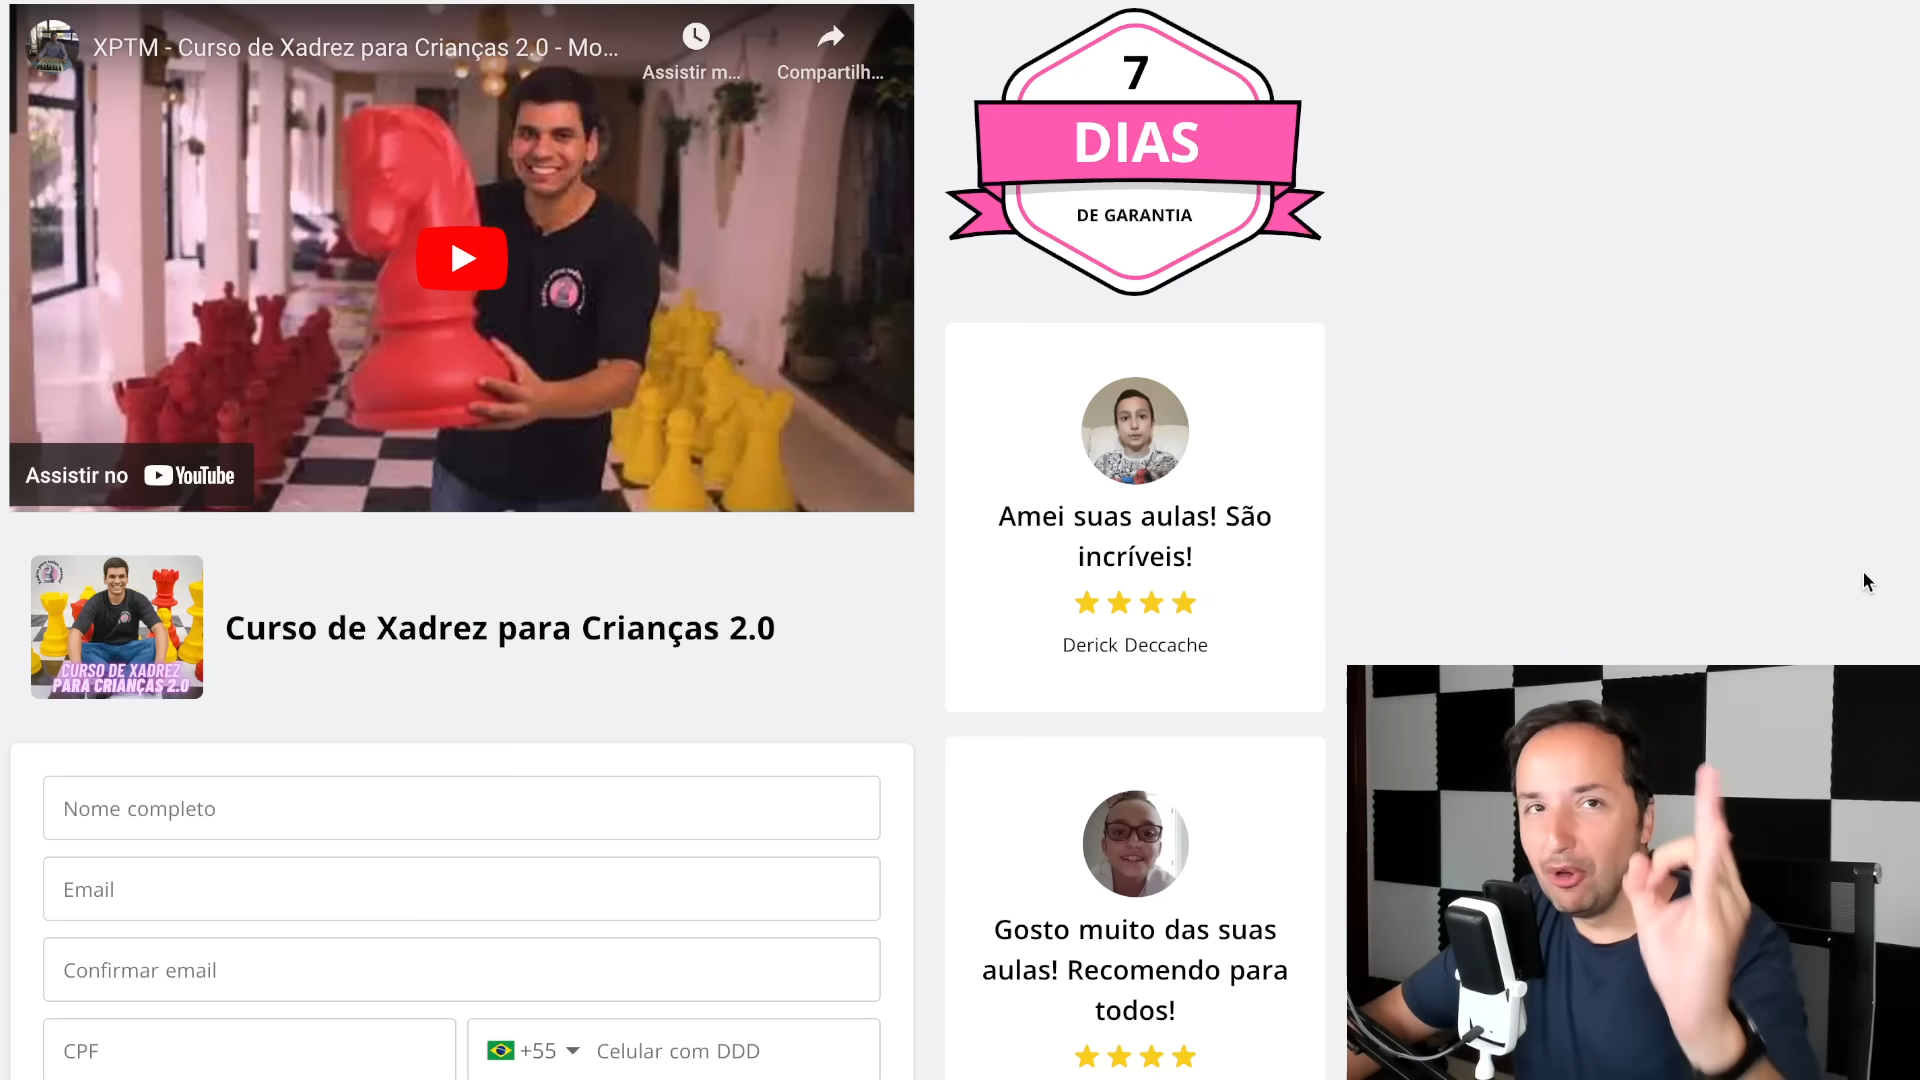 XPTM - Curso de Xadrez para Crianças 2.0 - Mo...
Assistir m...
Compartilh...
Assistir no YouTube
CURSO DE XADREZ
PARA CRIANÇAS 2.0
Curso de Xadrez para Crianças 2.0
Nome completo
Email
Confirmar email
CPF
+55
Celular com DDD
7
DIAS
DE GARANTIA
Amei suas aulas! São
incríveis!
Derick Deccache
Gosto muito das suas
aulas! Recomendo para
todos!